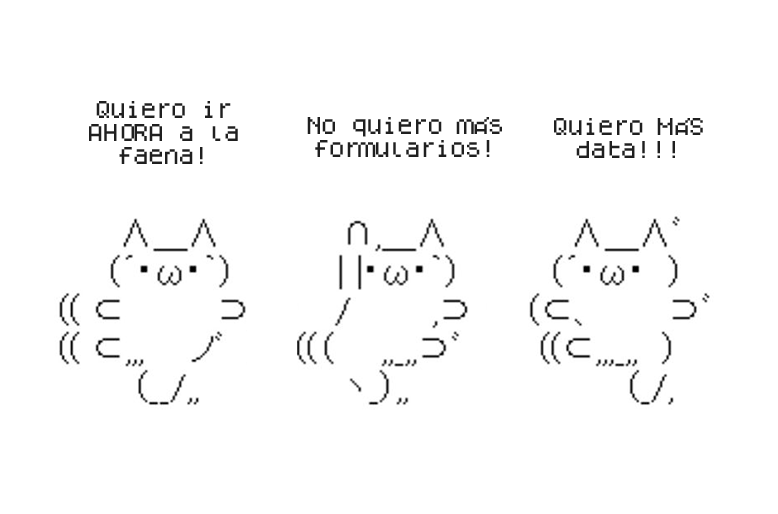 Quiero ir
AHORA a la
faena!
No quiero más
formularios!
Quiero MÁS
data!!!